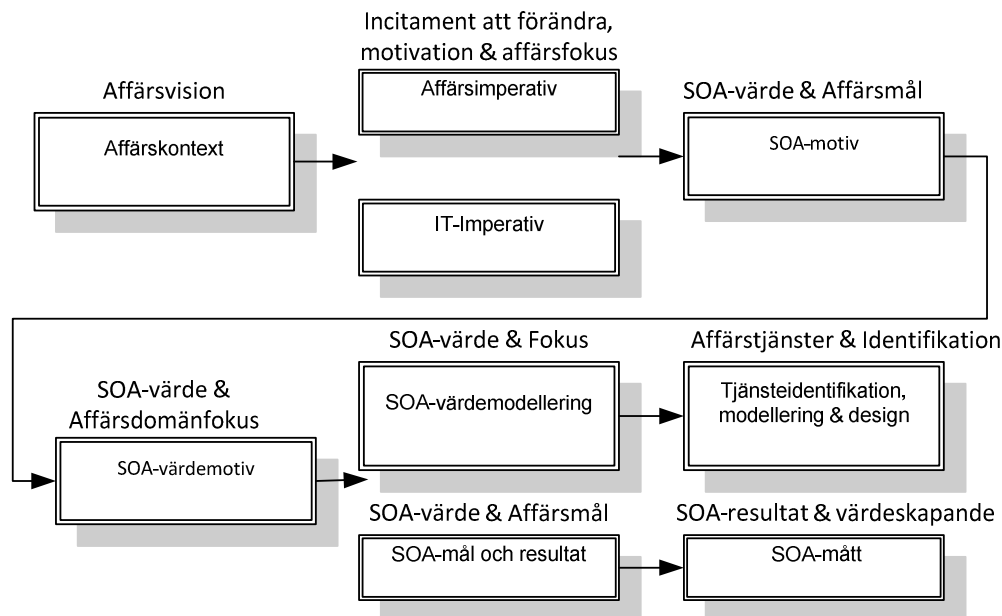 Incitament att förändra,
motivation & affärsfokus
Affärsvision
Affärsimperativ
SOA-värde & Affärsmål
Affärskontext
SOA-motiv
IT-Imperativ
SOA-värde & Fokus
Affärstjänster & Identifikation
SOA-värde &
Affärsdomänfokus
SOA-värdemodellering
Tjänsteidentifikation,
modellering & design
SOA-värdemotiv
SOA-värde & Affärsmål
SOA-resultat & värdeskapande
SOA-mål och resultat
SOA-mått